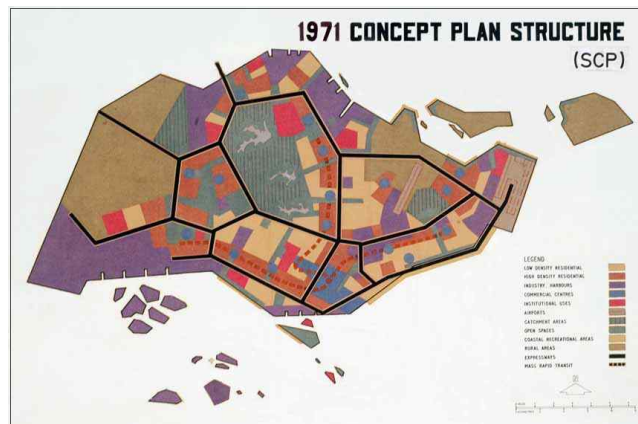 1971 CONCEPT PLAN STRUCTURE
(SCP)
LEGEND
LOW DENSITY RESIDENTIAL
HIGH DENSITY RESIDENTIAL
INDUSTRY, HARBOURS
COMMERCIAL CENTRES
INSTITUTIONAL USES
AIRPORTS
CATCHMENT AREAS
OPEN SPACES
COASTAL RECREATIONAL AREAS
RURAL AREAS
EXPRESSWAYS
MASS RAPID TRANSIT